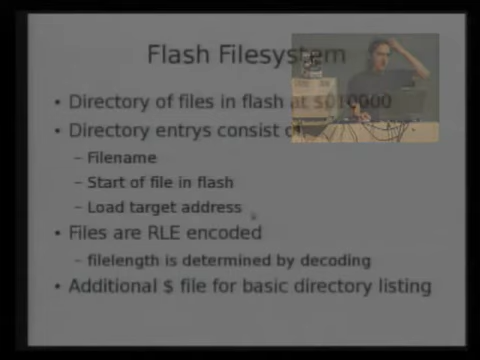 Flash Filesystem
• Directory of files in flash at $010000
• Directory entrys consist of
– Filename
– Start of file in flash
– Load target address
• Files are RLE encoded
– filelength is determined by decoding
• Additional $ file for basic directory listing